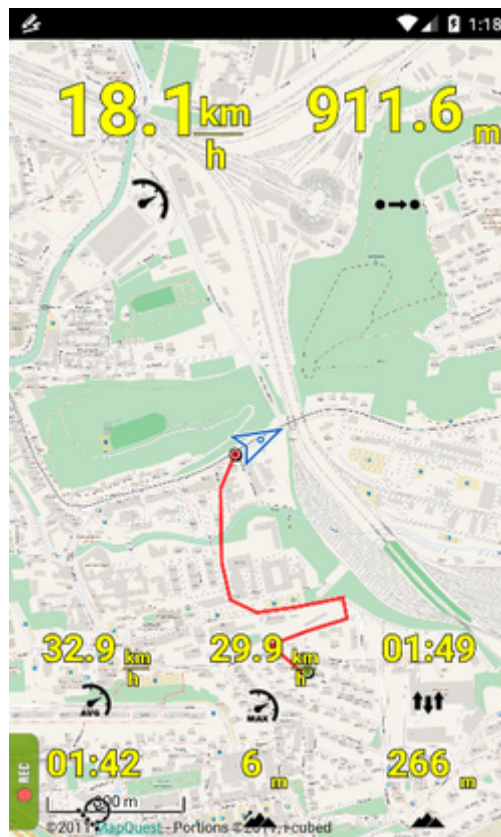 1:18
18.1 km/h
911.6 m
32.9 km/h
29.9 km/h
01:49
AVG
MAX
REC
01:42
6 m
266 m
200 m
©2011 MapQuest - Portions ©2011, i-cubed